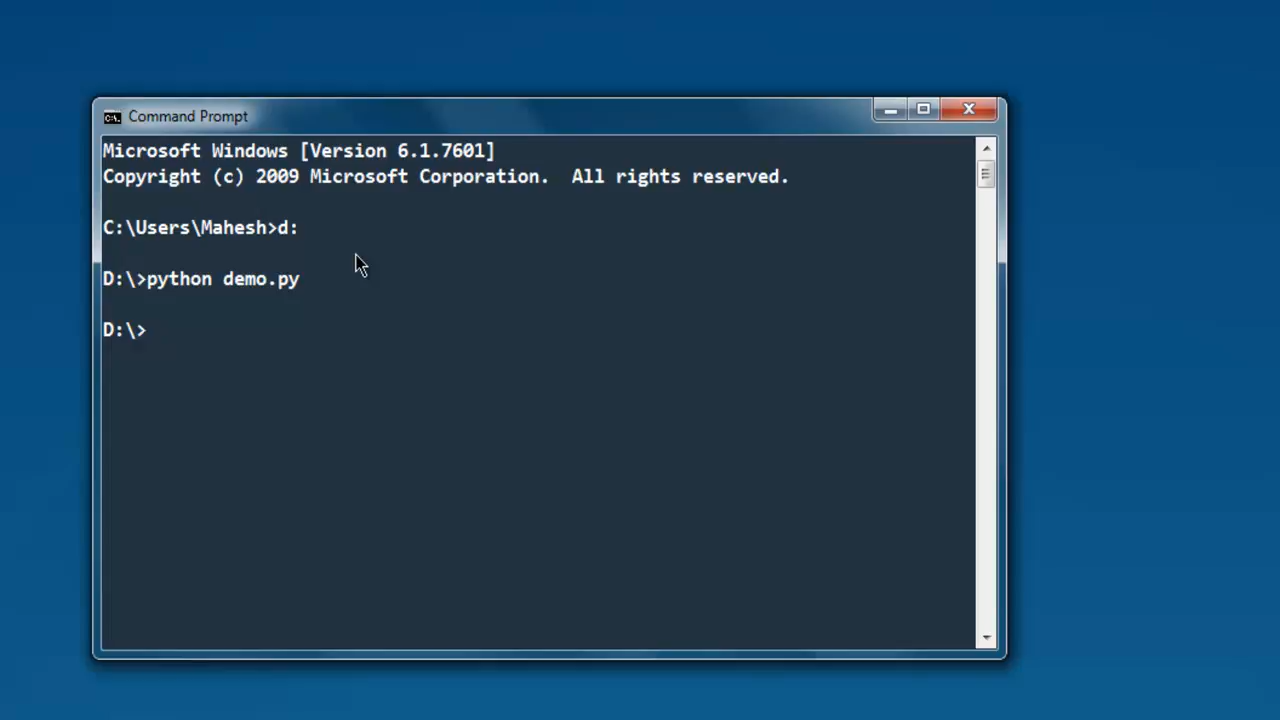 Command Prompt
Microsoft Windows [Version 6.1.7601]
Copyright (c) 2009 Microsoft Corporation.  All rights reserved.
C:\Users\Mahesh>d:
D:\>python demo.py
D:\>